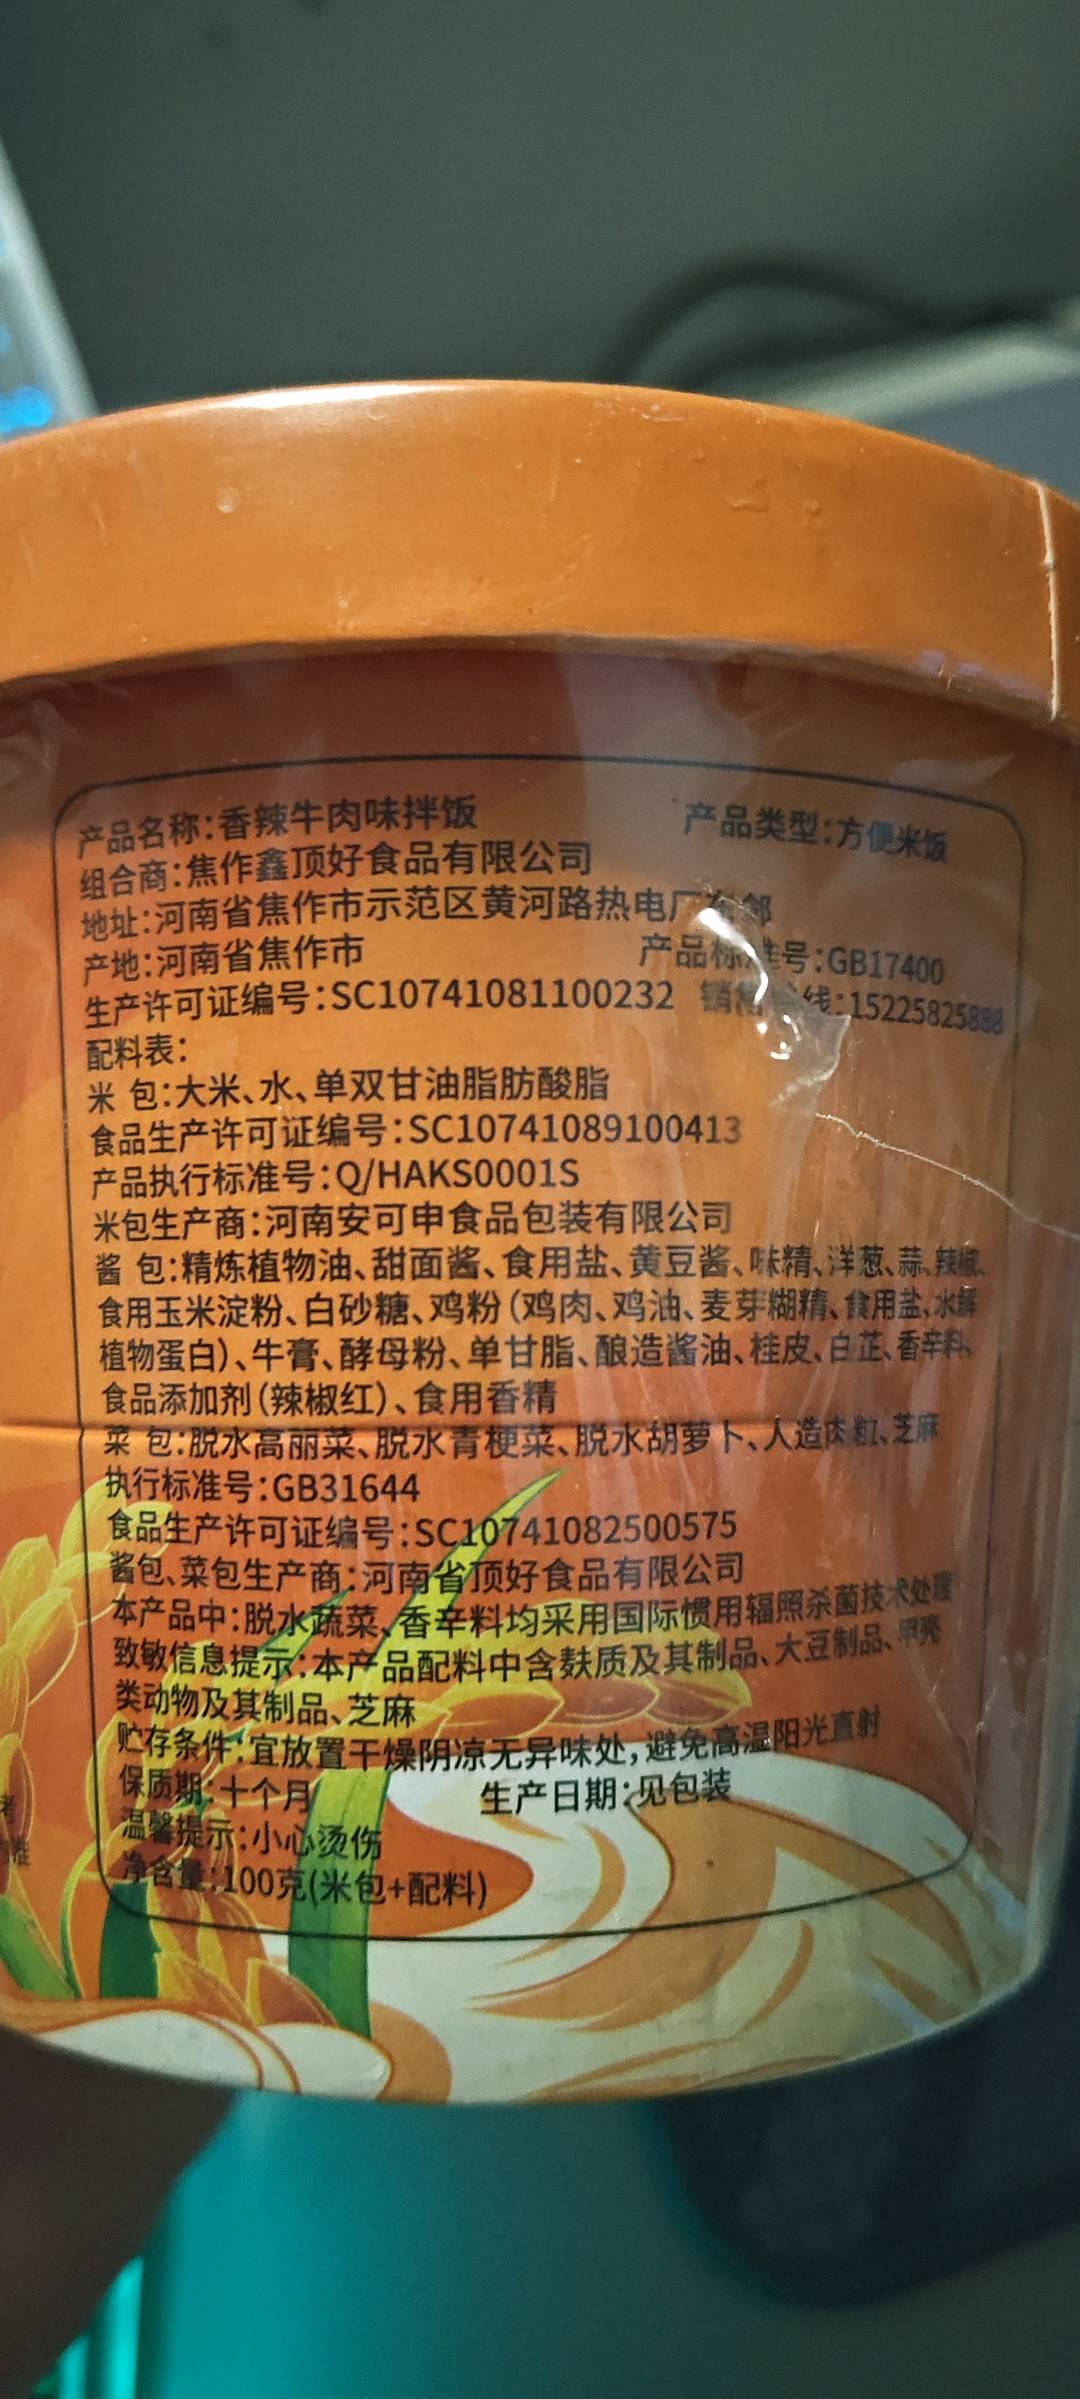 产品名称:香辣牛肉味拌饭 产品类型:方便米饭
组合商:焦作鑫顶好食品有限公司
地址:河南省焦作市示范区黄河路热电厂东邻
产地:河南省焦作市 产品标准号:GB17400
生产许可证编号:SC10741081100232 销售热线:15225825888
配料表:
米 包:大米、水、单双甘油脂肪酸脂
食品生产许可证编号:SC10741089100413
产品执行标准号:Q/HAKS0001S
米包生产商:河南安可申食品包装有限公司
酱 包:精炼植物油、甜面酱、食用盐、黄豆酱、味精、洋葱、蒜、辣椒、
食用玉米淀粉、白砂糖、鸡粉(鸡肉、鸡油、麦芽糊精、食用盐、水解
植物蛋白)、牛膏、酵母粉、单甘脂、酿造酱油、桂皮、白芷、香辛料、
食品添加剂(辣椒红)、食用香精
菜 包:脱水高丽菜、脱水青梗菜、脱水胡萝卜、人造肉粒、芝麻
执行标准号:GB31644
食品生产许可证编号:SC10741082500575
酱包、菜包生产商:河南省顶好食品有限公司
本产品中:脱水蔬菜、香辛料均采用国际惯用辐照杀菌技术处理
致敏信息提示:本产品配料中含麸质及其制品、大豆制品、甲壳
类动物及其制品、芝麻
贮存条件:宜放置干燥阴凉无异味处,避免高温阳光直射
保质期:十个月 生产日期:见包装
温馨提示:小心烫伤
净含量:100克(米包+配料)